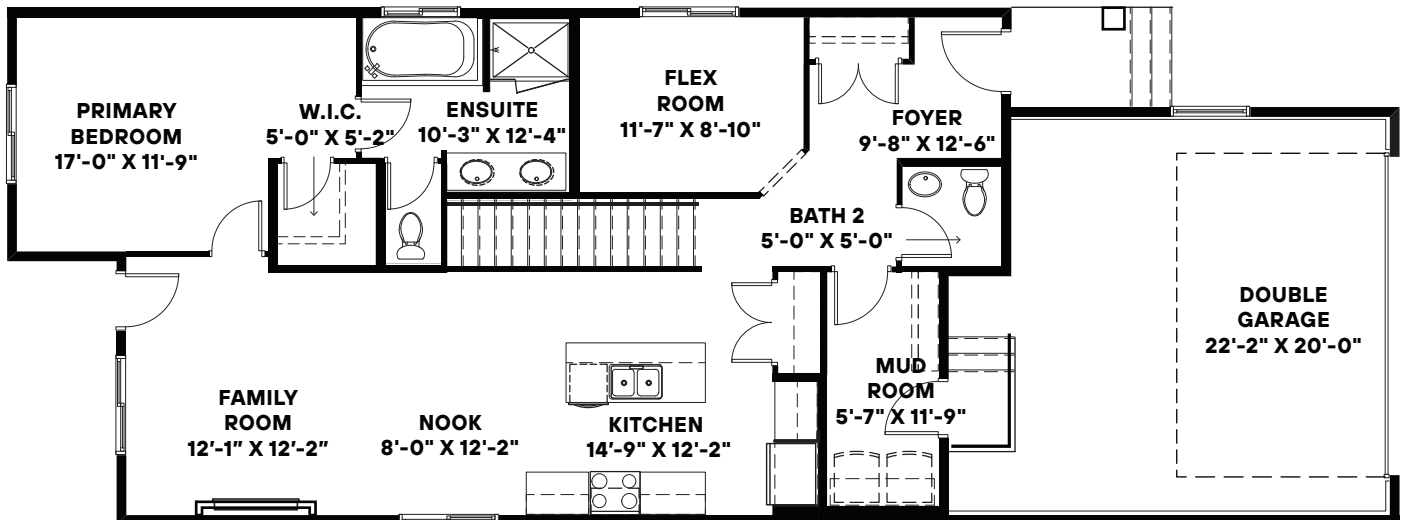 PRIMARY
BEDROOM
17'-0" X 11'-9"
W.I.C.
5'-0" X 5'-2"
ENSUITE
10'-3" X 12'-4"
FLEX
ROOM
11'-7" X 8'-10"
FOYER
9'-8" X 12'-6"
BATH 2
5'-0" X 5'-0"
DOUBLE
GARAGE
22'-2" X 20'-0"
MUD
ROOM
5'-7" X 11'-9"
FAMILY
ROOM
12'-1” X 12'-2”
NOOK
8'-0" X 12'-2"
KITCHEN
14'-9" X 12'-2"